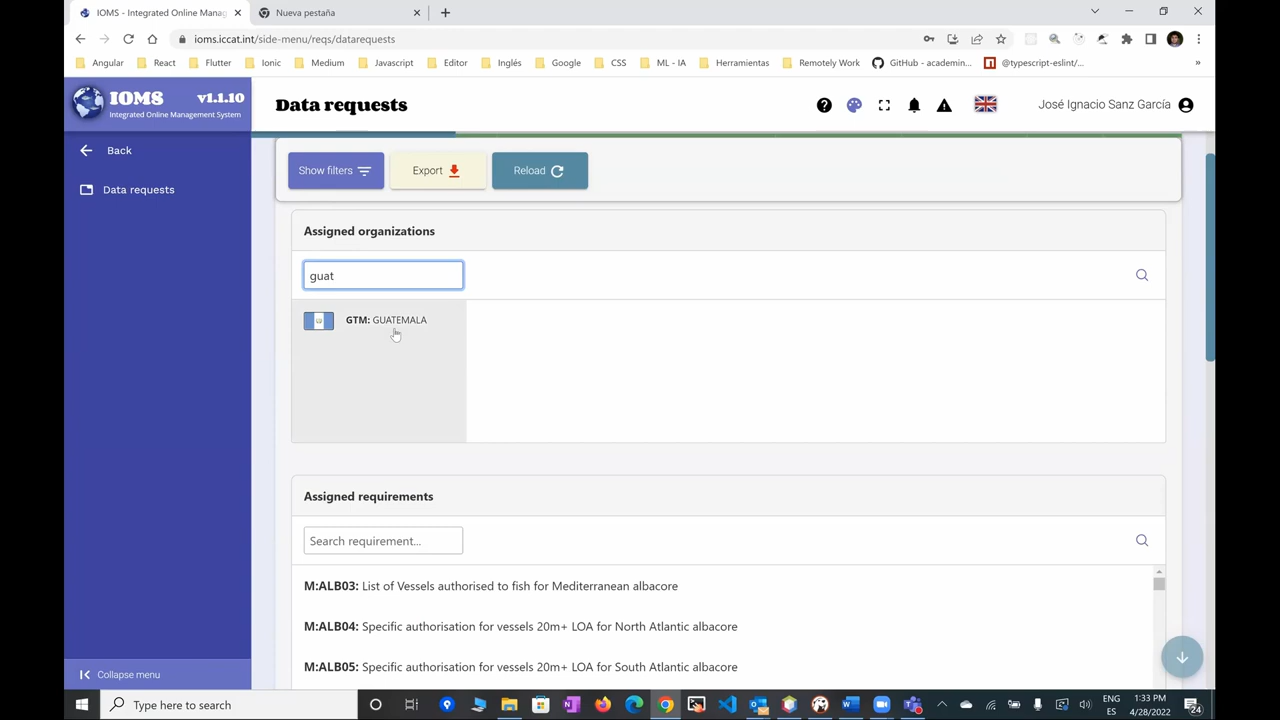 IOMS - Integrated Online Manag
Nueva pestaña
ioms.iccat.int/side-menu/reqs/datarequests
Angular
React
Flutter
Ionic
Medium
Javascript
Editor
Inglés
Google
CSS
ML - IA
Herramientas
Remotely Work
GitHub - academin...
@typescript-eslint/...
»
IOMS v1.1.10
Integrated Online Management System
Data requests
José Ignacio Sanz García
Back
Data requests
Show filters
Export
Reload
Assigned organizations
guat
GTM: GUATEMALA
Assigned requirements
Search requirement...
M:ALB03: List of Vessels authorised to fish for Mediterranean albacore
M:ALB04: Specific authorisation for vessels 20m+ LOA for North Atlantic albacore
M:ALB05: Specific authorisation for vessels 20m+ LOA for South Atlantic albacore
Collapse menu
Type here to search
ENG
ES
1:33 PM
4/28/2022
24